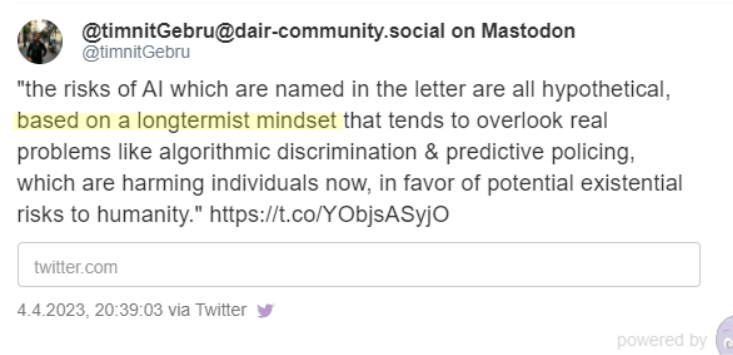 @timnitGebru@dair-community.social on Mastodon
@timnitGebru
"the risks of AI which are named in the letter are all hypothetical,
based on a longtermist mindset that tends to overlook real
problems like algorithmic discrimination & predictive policing,
which are harming individuals now, in favor of potential existential
risks to humanity." https://t.co/YObjsASyjO
twitter.com
4.4.2023, 20:39:03 via Twitter
powered by